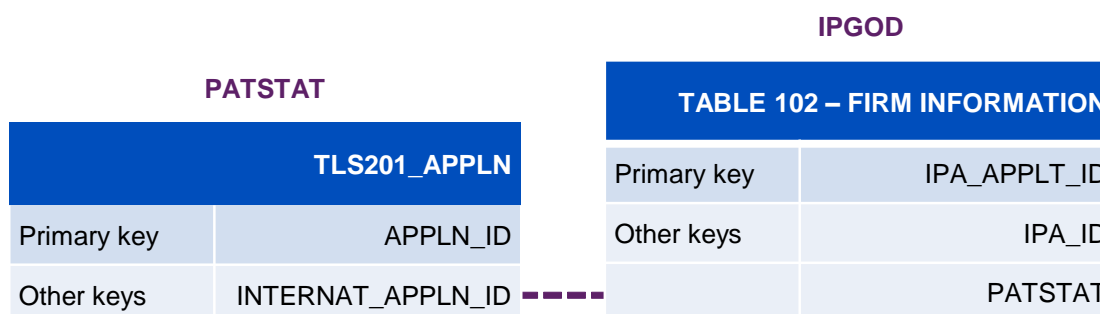 IPGOD
PATSTAT
TABLE 102 – FIRM INFORMATION
TLS201_APPLN
Primary key IPA_APPLT_ID
Primary key APPLN_ID
Other keys IPA_ID
Other keys INTERNAT_APPLN_ID
PATSTAT